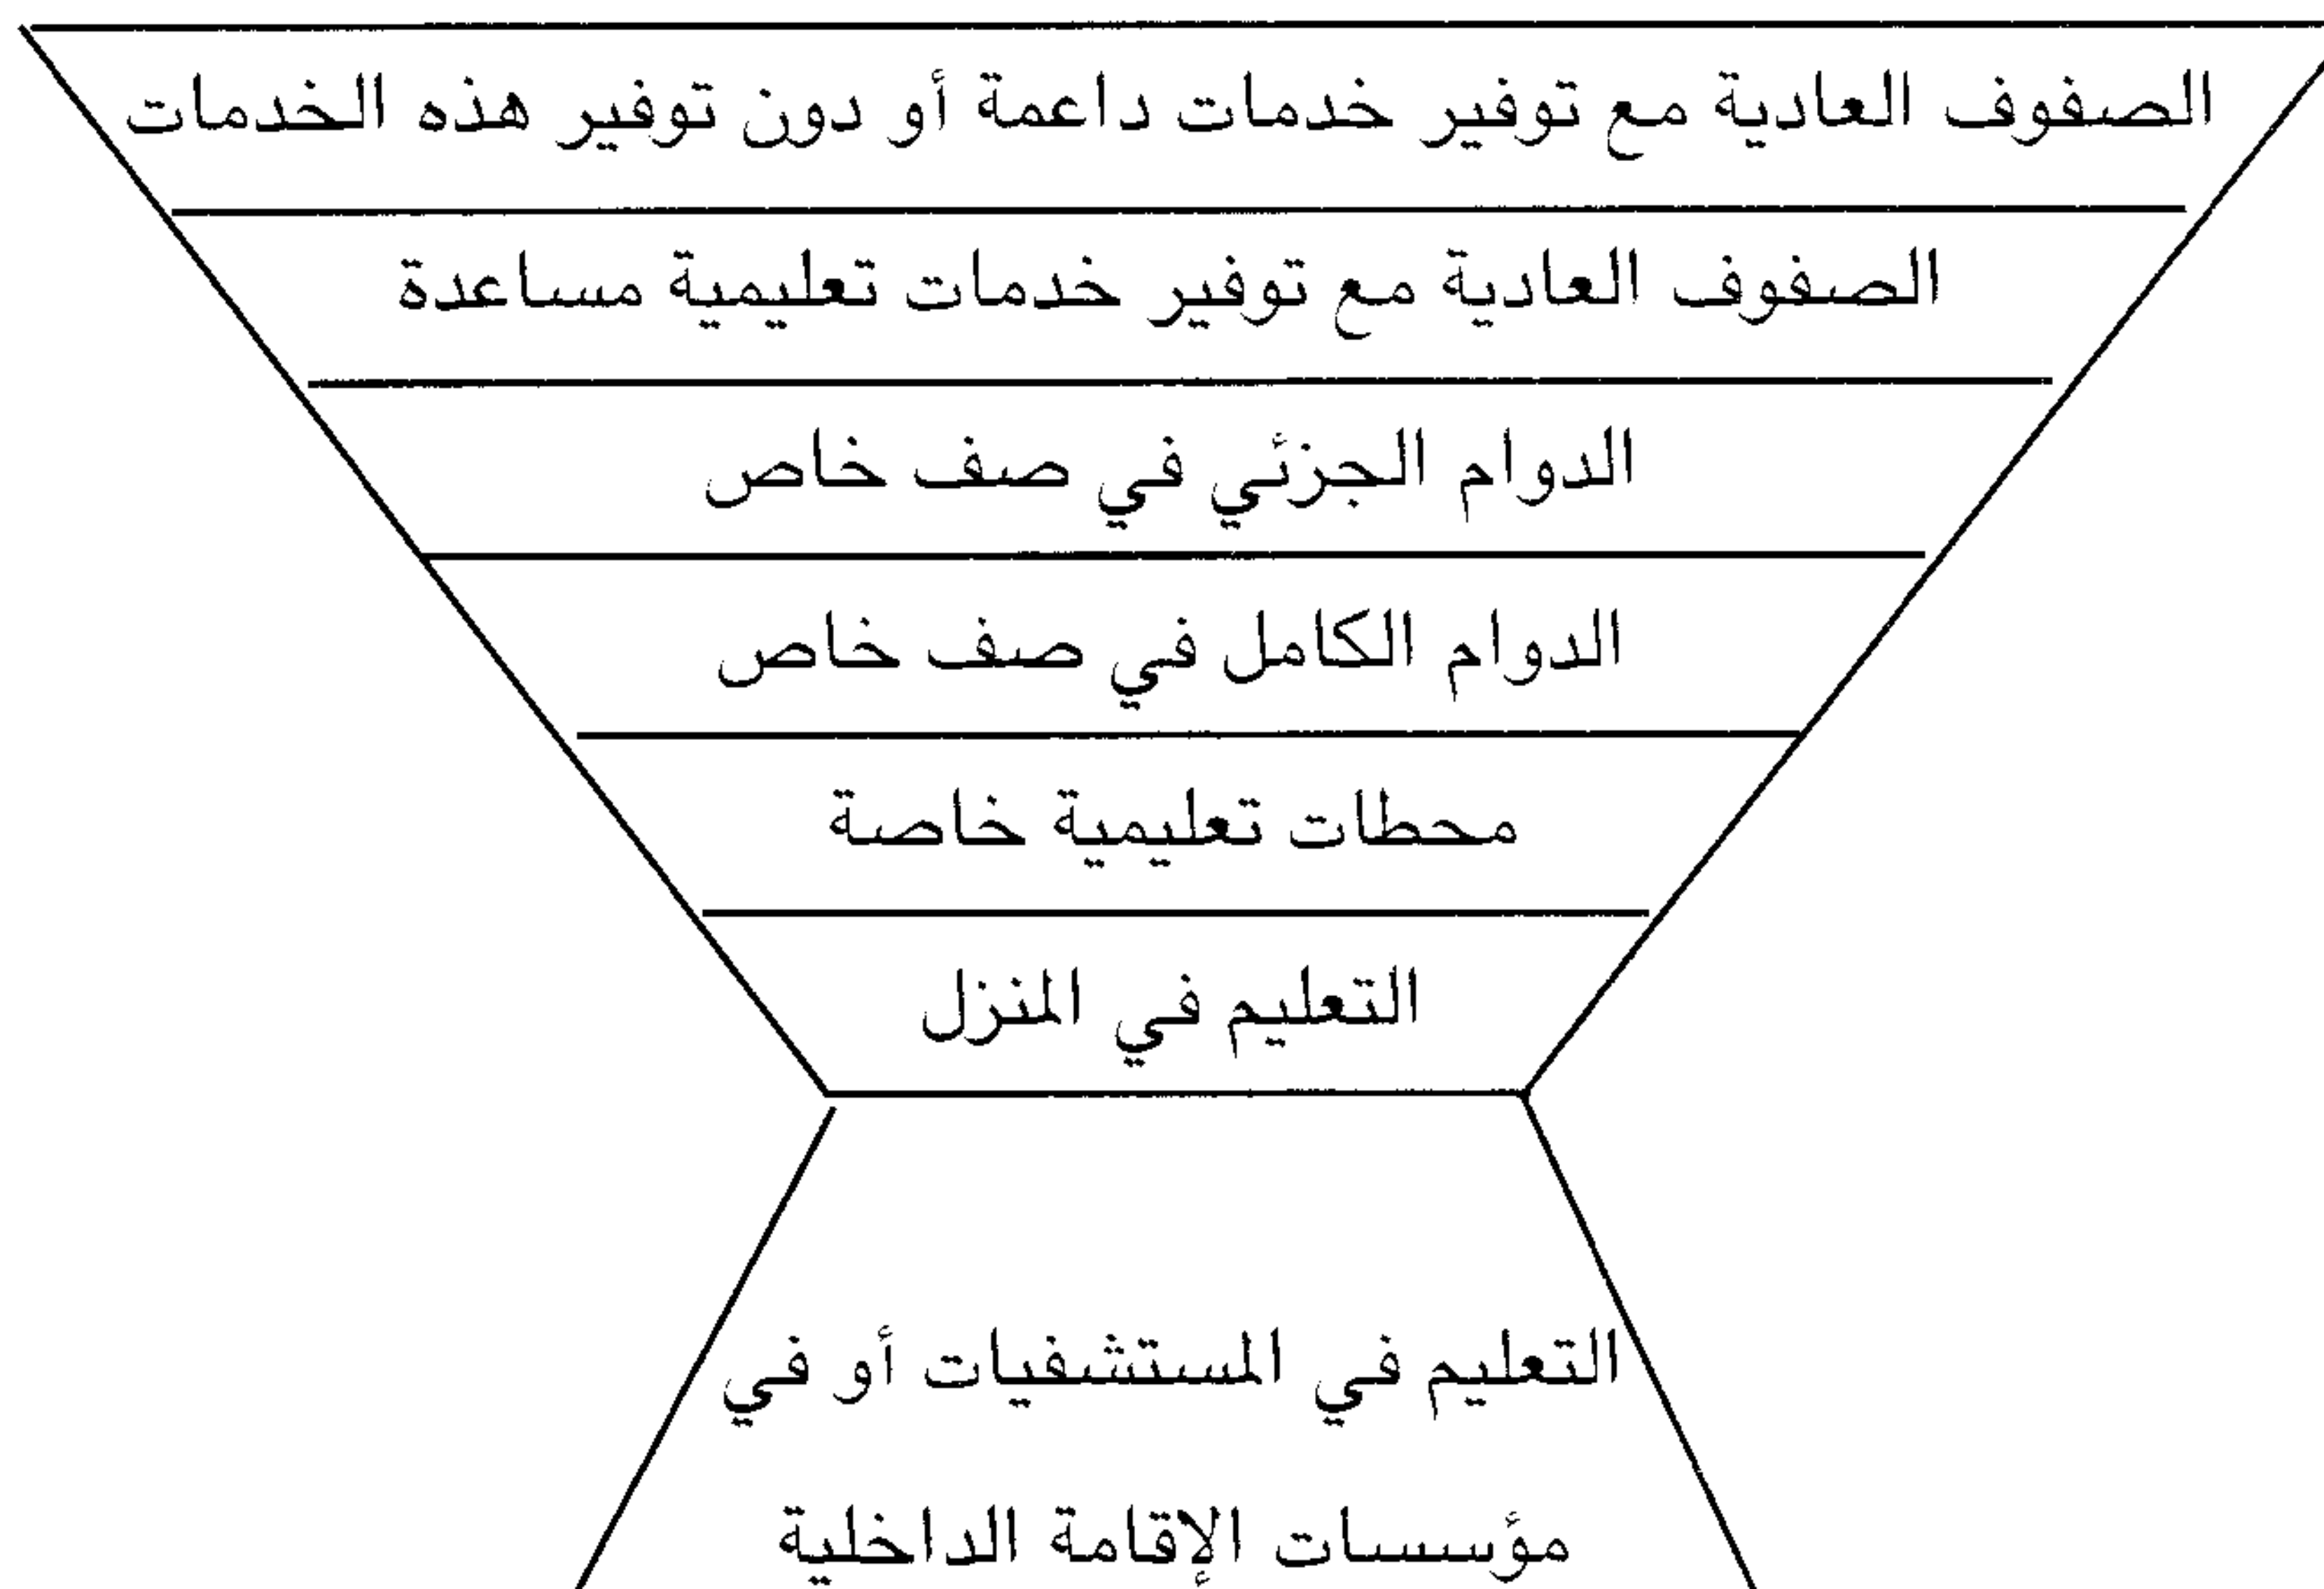 الصفوف العادية مع توفير خدمات داعمة أو دون توفير هذه الخدمات
الصفوف العادية مع توفير خدمات تعليمية مساعدة
الدوام الجزئي في صف خاص
الدوام الكامل في صف خاص
محطات تعليمية خاصة
التعليم في المنزل
التعليم في المستشفيات أو في
مؤسسات الإقامة الداخلية